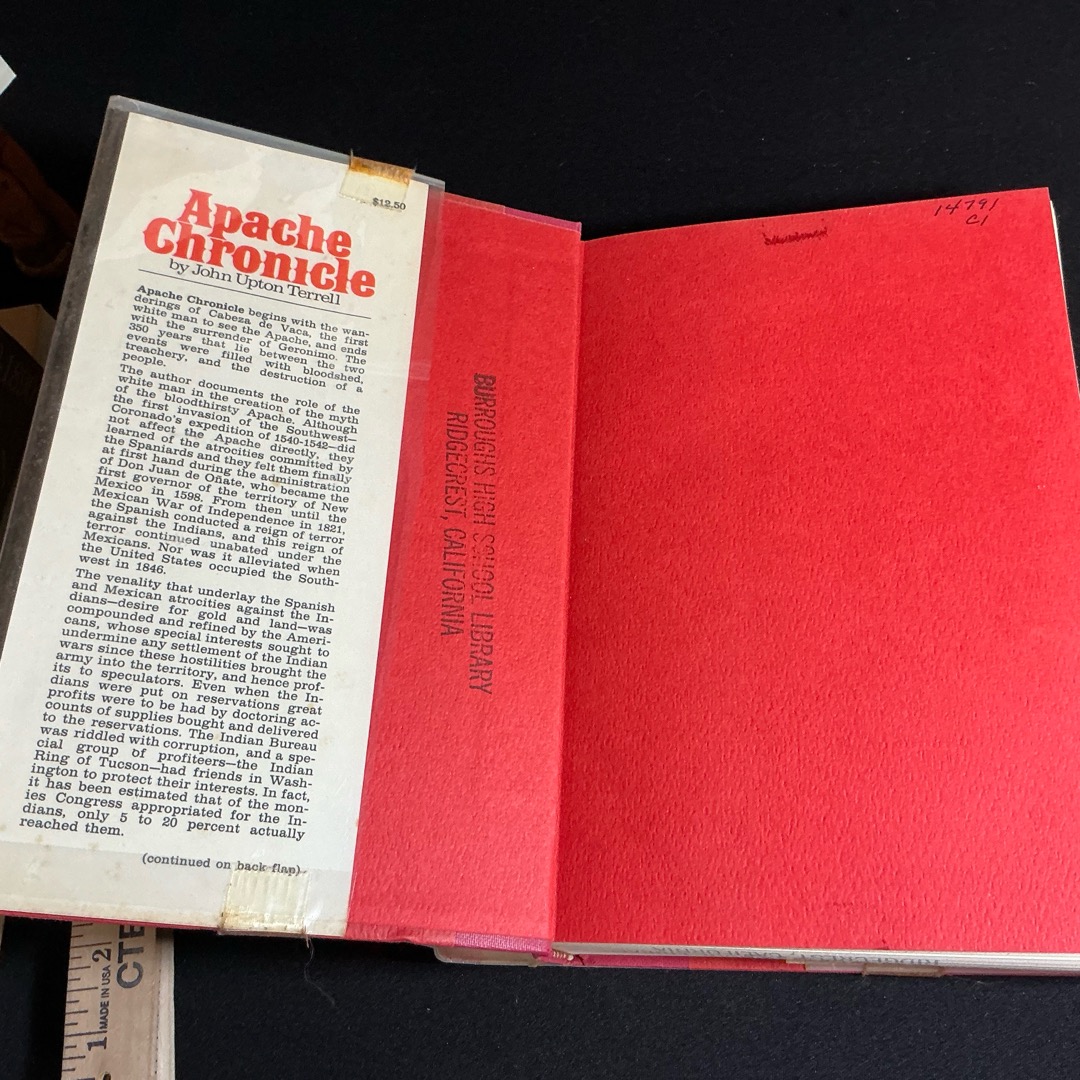 $12.50
Apache
Chronicle
by John Upton Terrell
Apache Chronicle begins with the wan-
derings of Cabeza de Vaca, the first
white man to see the Apache, and ends
with the surrender of Geronimo. The
350 years that lie between the two
events were filled with bloodshed,
treachery, and the destruction of a
people.
The author documents the role of the
white man in the creation of the myth
of the bloodthirsty Apache. Although
the first invasion of the Southwest—
Coronado's expedition of 1540-1542—did
not affect the Apache directly, they
learned of the atrocities committed by
the Spaniards and they felt them finally
at first hand during the administration
of Don Juan de Oñate, who became the
first governor of the territory of New
Mexico in 1598. From then until the
Mexican War of Independence in 1821,
the Spanish conducted a reign of terror
against the Indians, and this reign of
terror continued unabated under the
Mexicans. Nor was it alleviated when
the United States occupied the South-
west in 1846.
The venality that underlay the Spanish
and Mexican atrocities against the In-
dians—desire for gold and land—was
compounded and refined by the Ameri-
cans, whose special interests sought to
undermine any settlement of the Indian
wars since these hostilities brought the
army into the territory, and hence prof-
its to speculators. Even when the In-
dians were put on reservations great
profits were to be had by doctoring ac-
counts of supplies bought and delivered
to the reservations. The Indian Bureau
was riddled with corruption, and a spe-
cial group of profiteers—the Indian
Ring of Tucson—had friends in Wash-
ington to protect their interests. In fact,
it has been estimated that of the mon-
ies Congress appropriated for the In-
dians, only 5 to 20 percent actually
reached them.
(continued on back flap)
BURROUGHS HIGH SCHOOL LIBRARY
RIDGECREST, CALIFORNIA
14791
C1
RIDGECREST, CALIFORNIA
1 MADE IN USA 2
CTE